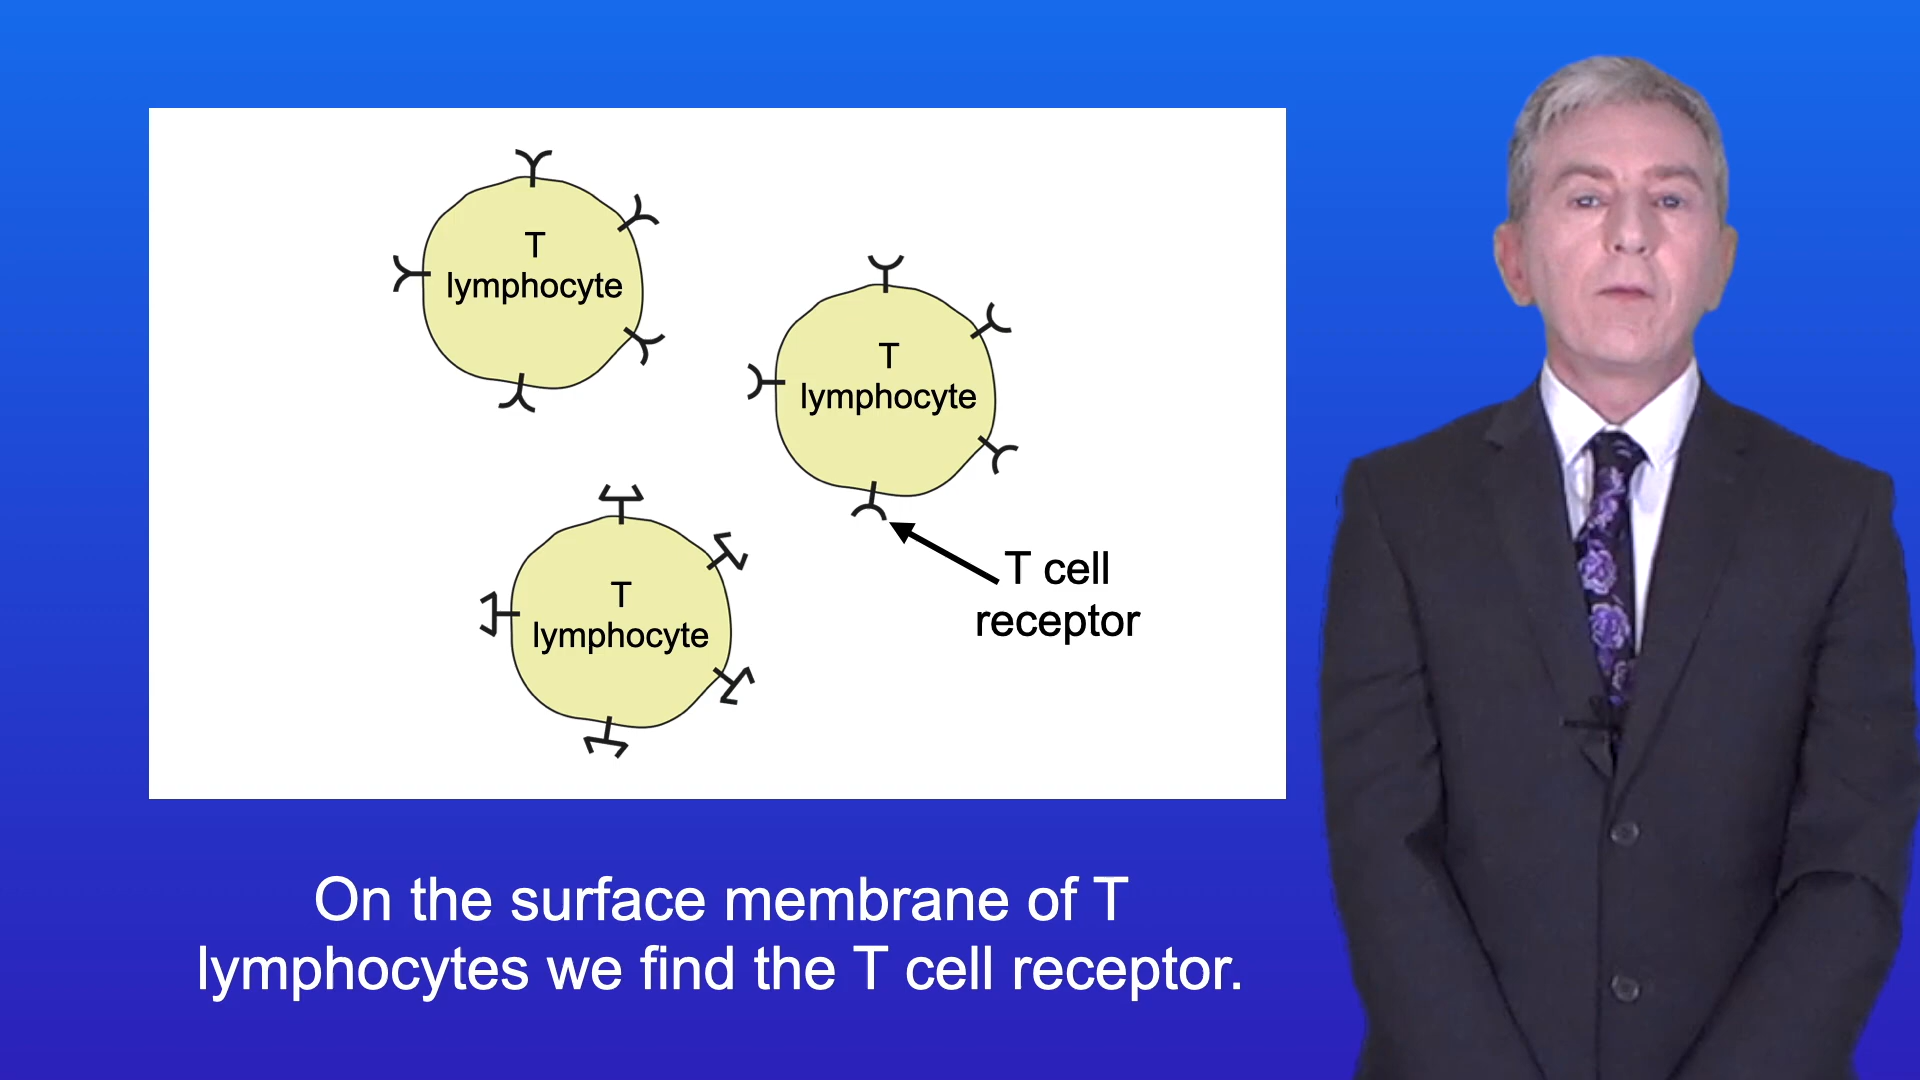 T
lymphocyte
T
lymphocyte
T
lymphocyte
T cell
receptor
On the surface membrane of T
lymphocytes we find the T cell receptor.